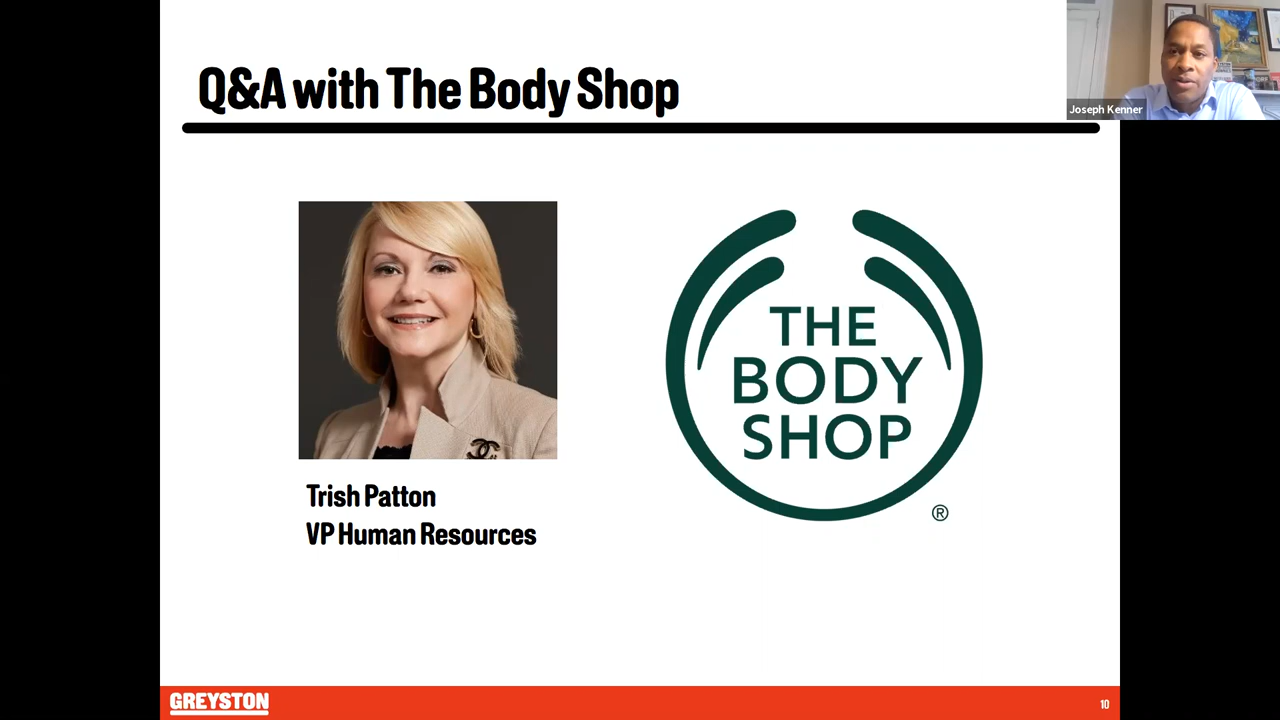 Q&A with The Body Shop
Joseph Kenner
THE
BODY
SHOP
®
Trish Patton
VP Human Resources
GREYSTON
10